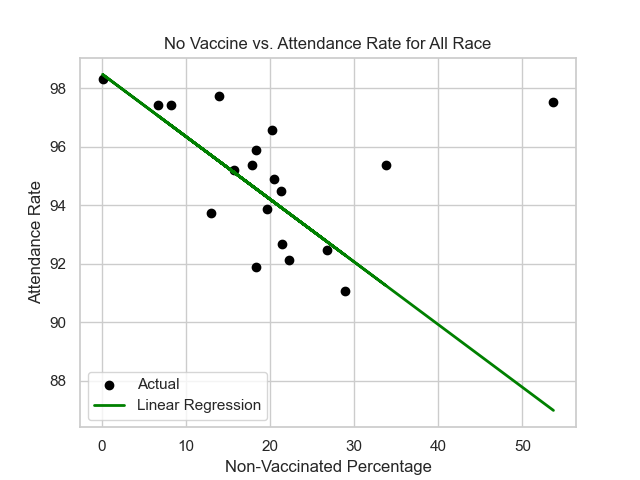 No Vaccine vs. Attendance Rate for All Race
98
96
94
92
90
88
Attendance Rate
Actual
Linear Regression
0 10 20 30 40 50
Non-Vaccinated Percentage